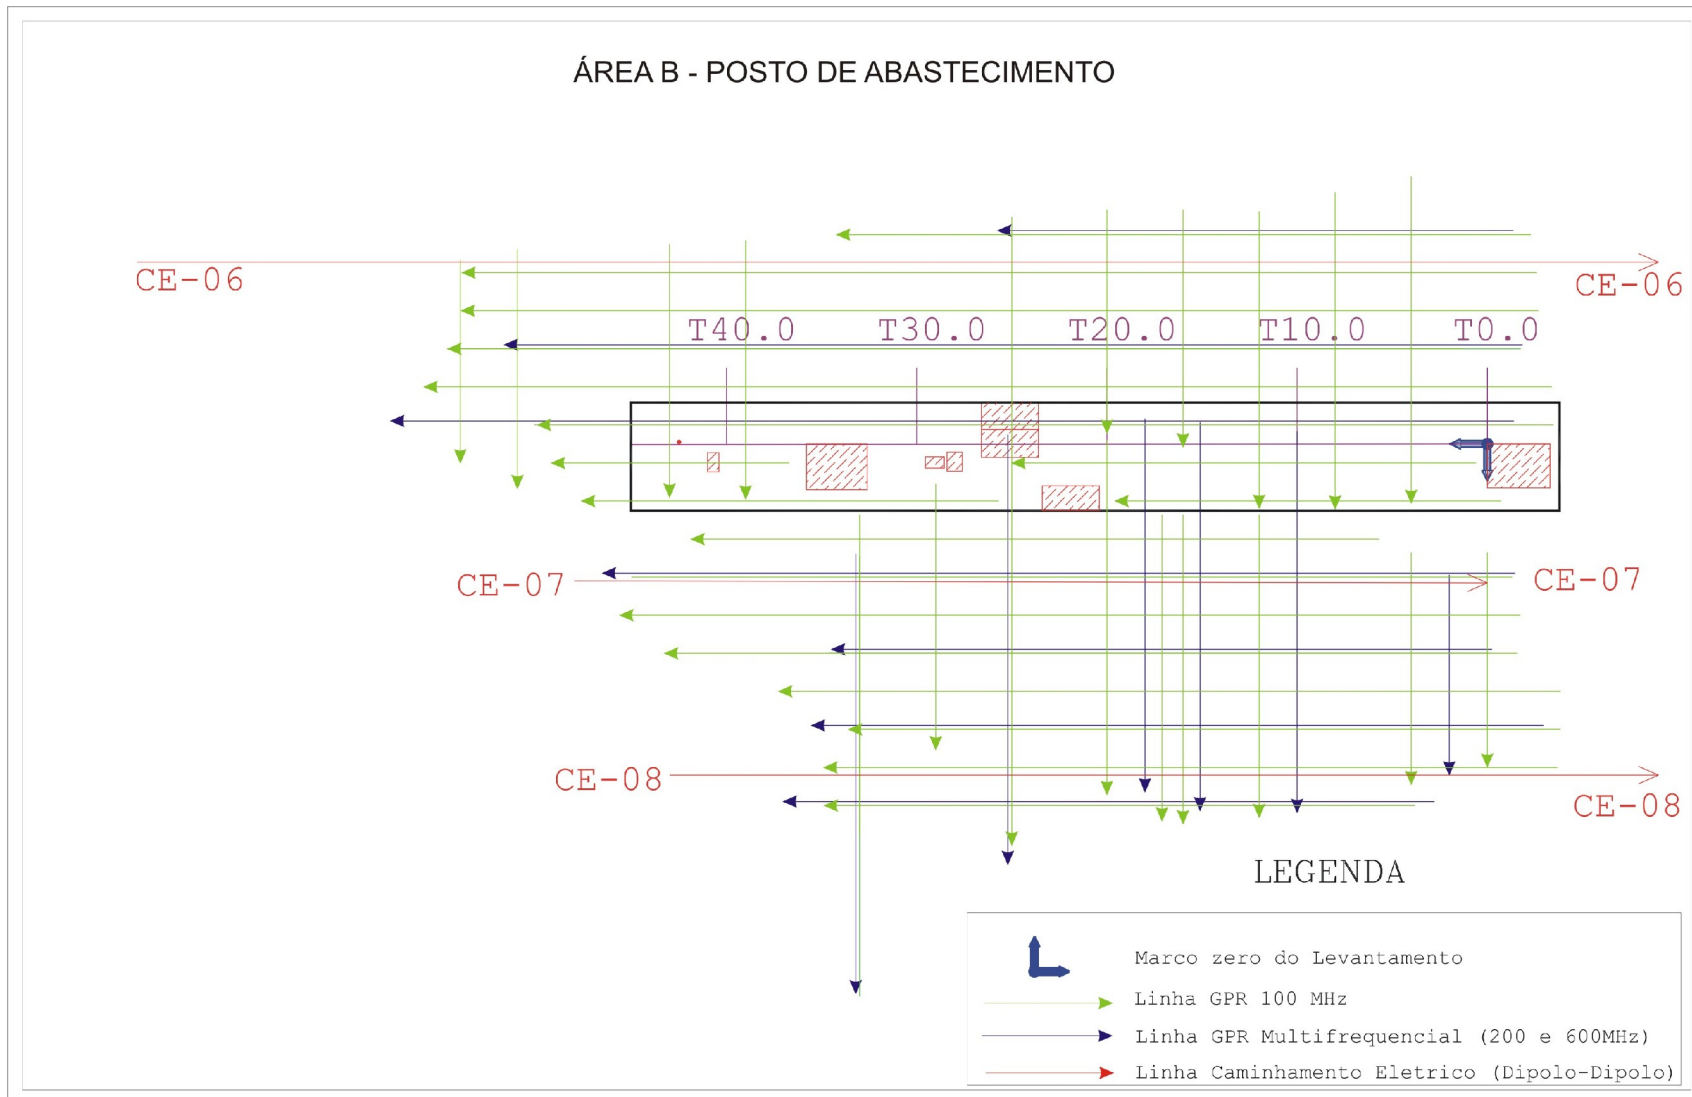 ÁREA B - POSTO DE ABASTECIMENTO
CE-06
CE-06
T40.0
T30.0
T20.0
T10.0
T0.0
CE-07
CE-07
CE-08
CE-08
LEGENDA
Marco zero do Levantamento
Linha GPR 100 MHz
Linha GPR Multifrequencial (200 e 600MHz)
Linha Caminhamento Eletrico (Dipolo-Dipolo)